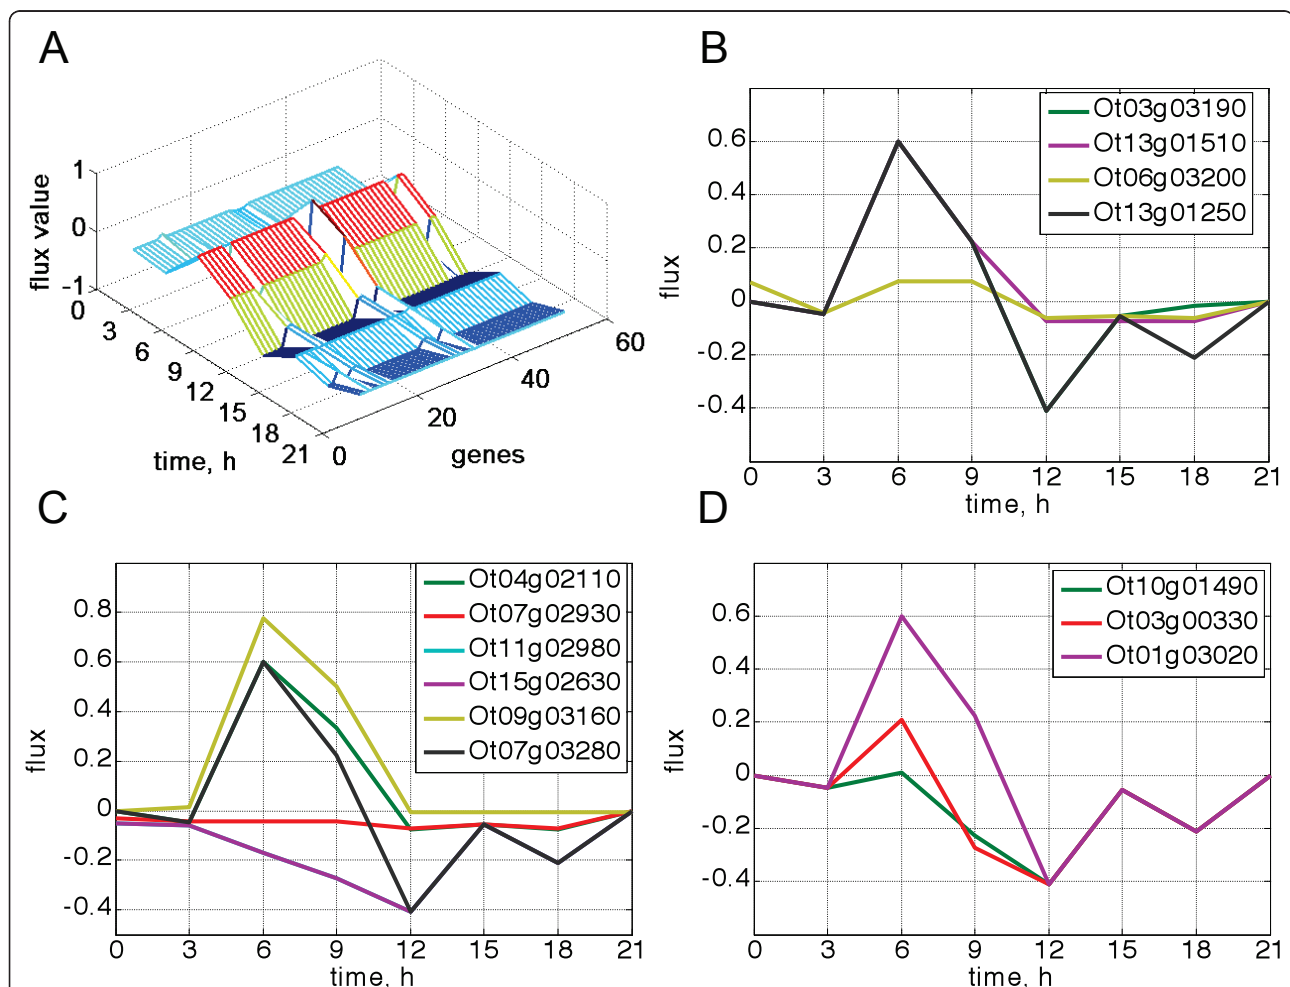 A
flux value
1
0
-1
0
3
6
9
12
15
18
21
time, h
0
20
40
60
genes
B
Ot03g03190
Ot13g01510
Ot06g03200
Ot13g01250
flux
0.6
0.4
0.2
0
-0.2
-0.4
0 3 6 9 12 15 18 21
time, h
C
Ot04g02110
Ot07g02930
Ot11g02980
Ot15g02630
Ot09g03160
Ot07g03280
flux
0.8
0.6
0.4
0.2
0
-0.2
-0.4
0 3 6 9 12 15 18 21
time, h
D
Ot10g01490
Ot03g00330
Ot01g03020
flux
0.6
0.4
0.2
0
-0.2
-0.4
0 3 6 9 12 15 18 21
time, h